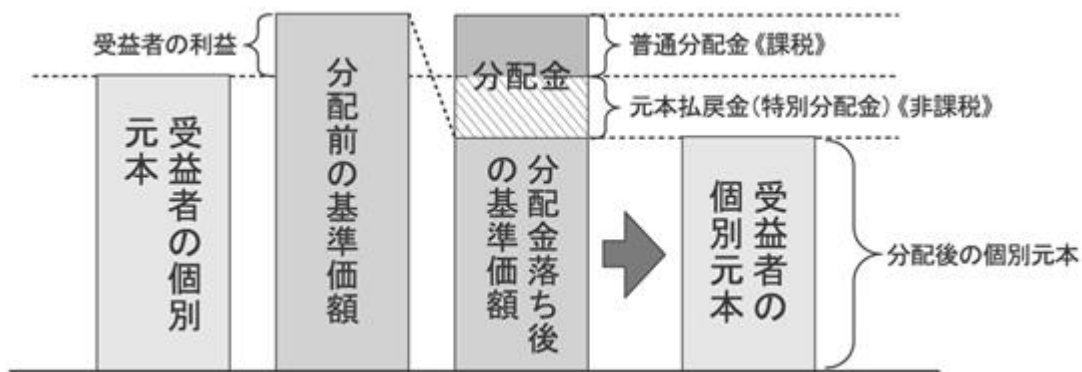 受益者の利益
受益者の個別
元本
分配前の基準価額
分配金
分配金落ち後
の基準価額
普通分配金《課税》
元本払戻金(特別分配金)《非課税》
受益者の
個別元本
分配後の個別元本